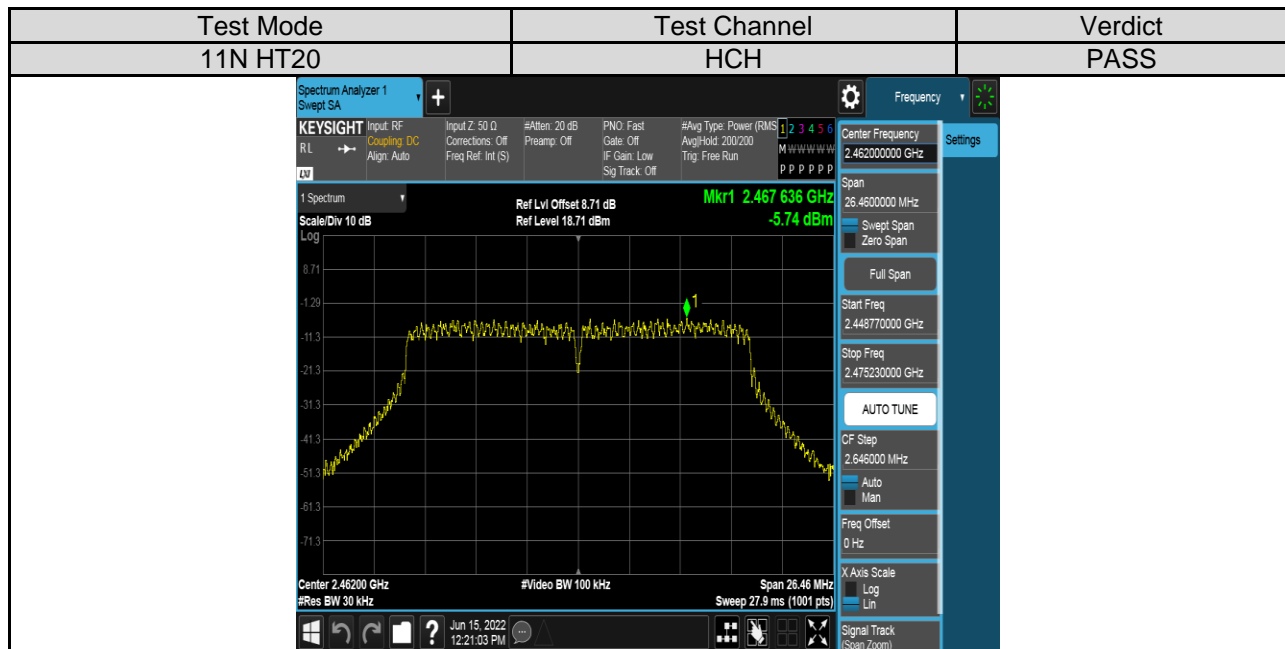 Test Mode Test Channel Verdict
11N HT20 HCH PASS
Spectrum Analyzer 1
Swept SA
+
Frequency
KEYSIGHT
R L
LXI
Input: RF
Coupling: DC
Align: Auto
Input Z: 50 Ω
Corrections: Off
Freq Ref: Int (S)
#Atten: 20 dB
Preamp: Off
PNO: Fast
Gate: Off
IF Gain: Low
Sig Track: Off
#Avg Type: Power (RMS
Avg|Hold: 200/200
Trig: Free Run
1 2 3 4 5 6
M W W W W W
P P P P P P
1 Spectrum
Scale/Div 10 dB
Ref Lvl Offset 8.71 dB
Ref Level 18.71 dBm
Mkr1 2.467 636 GHz
-5.74 dBm
Log
8.71
-1.29
-11.3
-21.3
-31.3
-41.3
-51.3
-61.3
-71.3
1
Center 2.46200 GHz
#Res BW 30 kHz
#Video BW 100 kHz
Span 26.46 MHz
Sweep 27.9 ms (1001 pts)
?
Jun 15, 2022
12:21:03 PM
Center Frequency
2.462000000 GHz
Settings
Span
26.4600000 MHz
Swept Span
Zero Span
Full Span
Start Freq
2.448770000 GHz
Stop Freq
2.475230000 GHz
AUTO TUNE
CF Step
2.646000 MHz
Auto
Man
Freq Offset
0 Hz
X Axis Scale
Log
Lin
Signal Track
(Span Zoom)